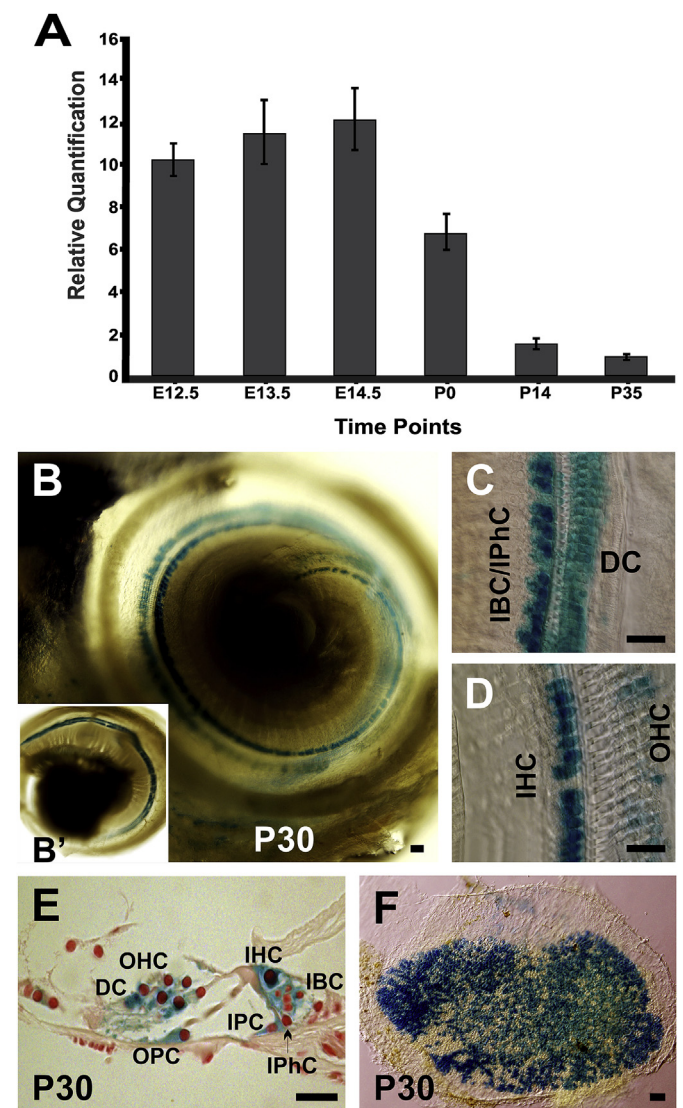 A
16
14
12
10
8
6
4
2
0
Relative Quantification
E12.5 E13.5 E14.5 P0 P14 P35
Time Points
B
B’
P30
C
IBC/IPhC
DC
D
IHC
OHC
E
OHC
DC
IHC
IBC
IPC
OPC
IPhC
P30
F
P30